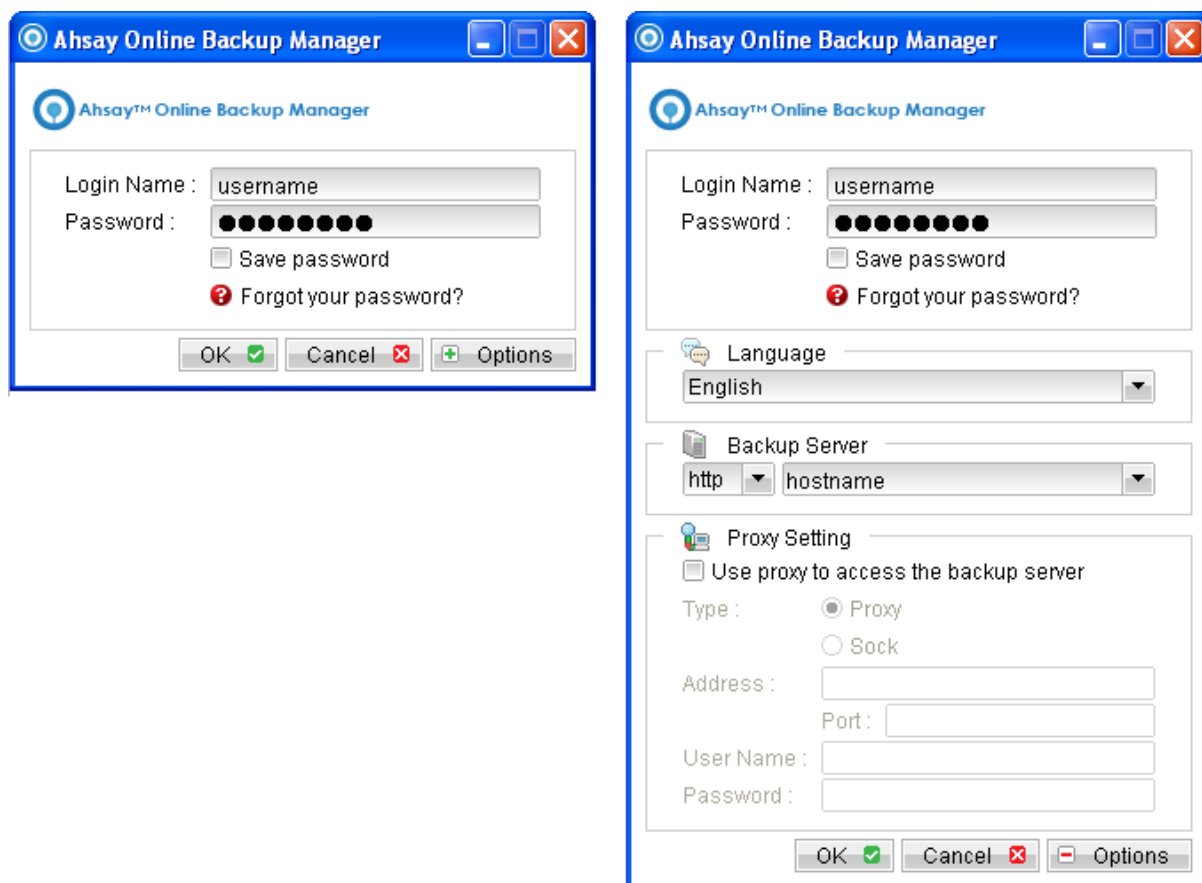 Ahsay Online Backup Manager
Ahsay™ Online Backup Manager
Login Name : username
Password : ●●●●●●●●
Save password
Forgot your password?
OK Cancel Options
Ahsay Online Backup Manager
Ahsay™ Online Backup Manager
Login Name : username
Password : ●●●●●●●●
Save password
Forgot your password?
Language
English
Backup Server
http hostname
Proxy Setting
Use proxy to access the backup server
Type : Proxy
Sock
Address :
Port :
User Name :
Password :
OK Cancel Options